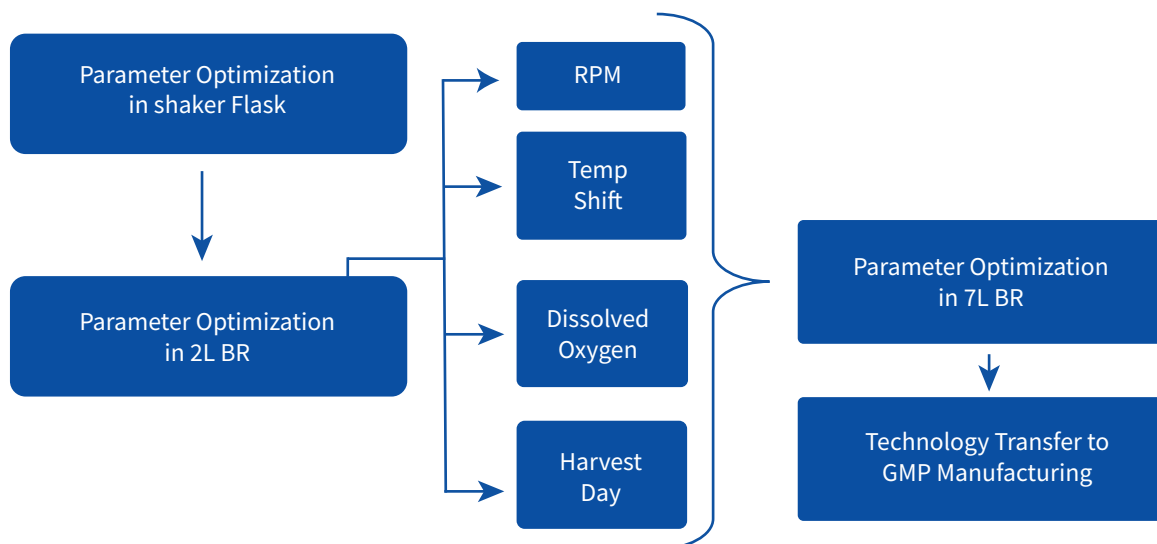 Parameter Optimization
in shaker Flask
Parameter Optimization
in 2L BR
RPM
Temp
Shift
Dissolved
Oxygen
Harvest
Day
Parameter Optimization
in 7L BR
Technology Transfer to
GMP Manufacturing